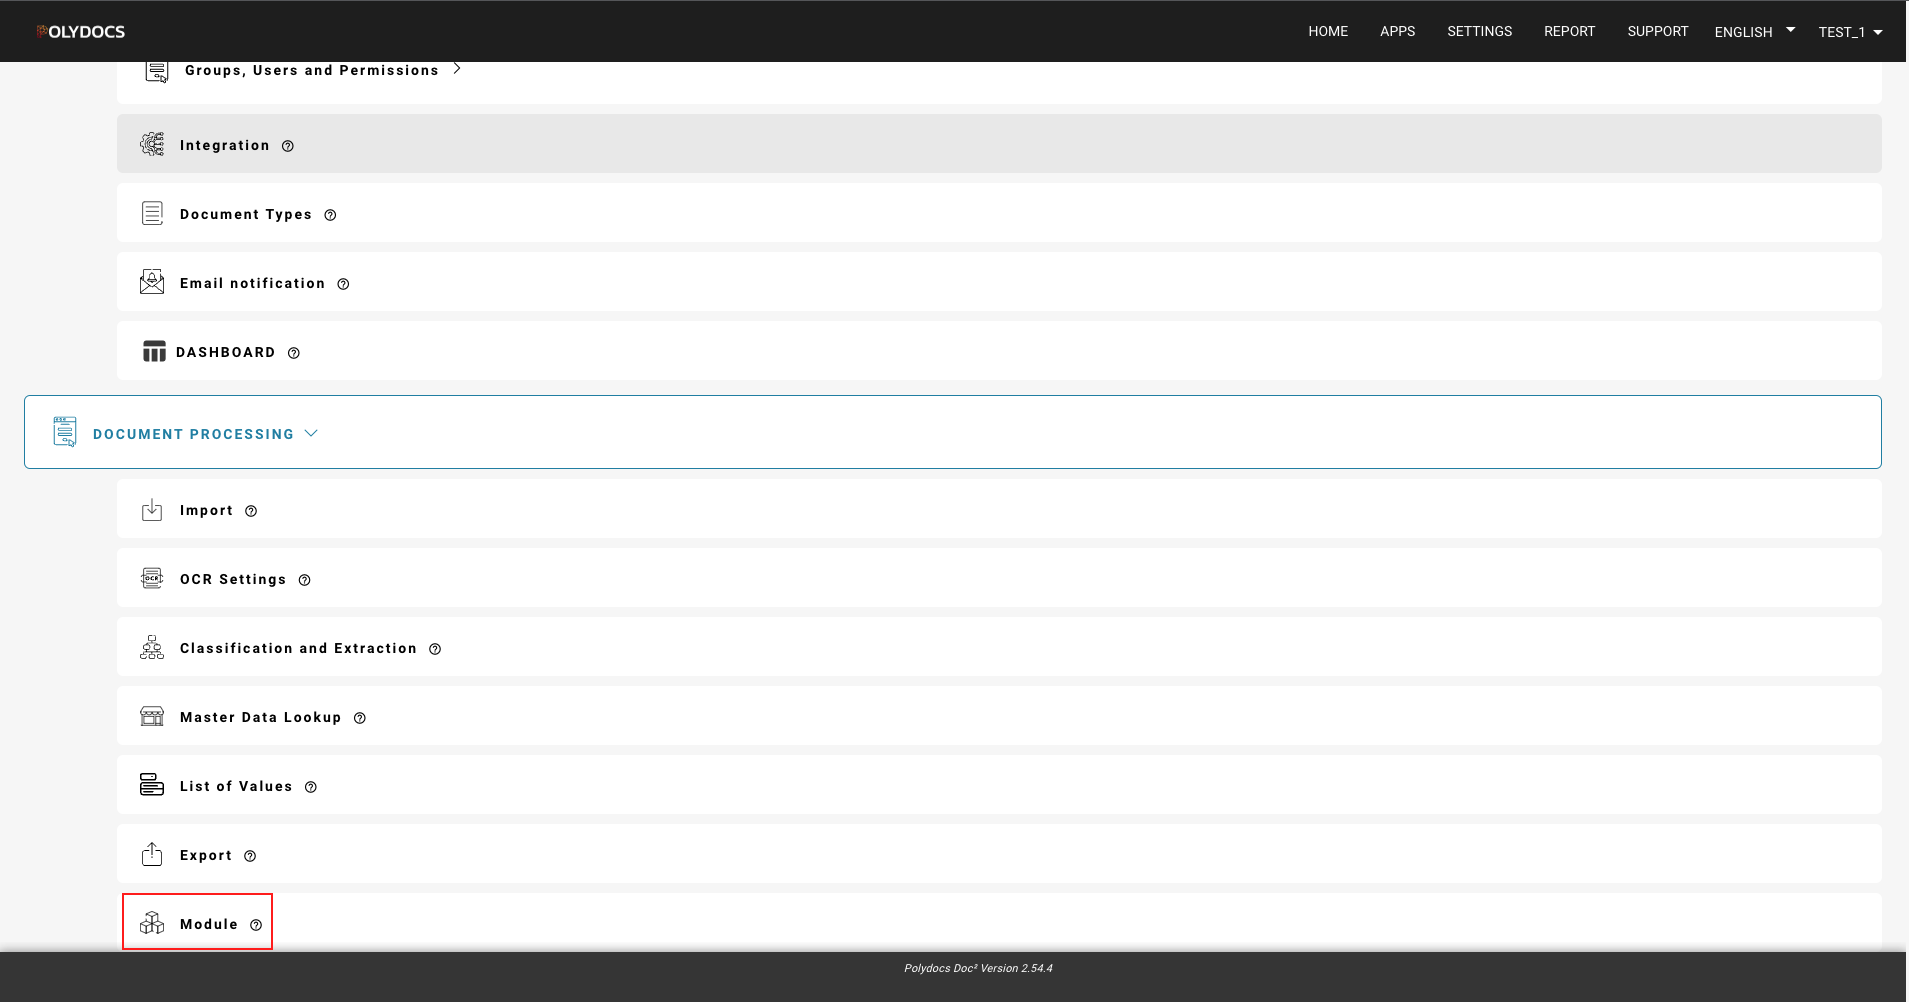 POLYDOCS HOME APPS SETTINGS REPORT SUPPORT ENGLISH TEST_1
Groups, Users and Permissions
Integration
Document Types
Email notification
DASHBOARD
DOCUMENT PROCESSING
Import
OCR Settings
Classification and Extraction
Master Data Lookup
List of Values
Export
Module
Polydocs Doc² Version 2.54.4